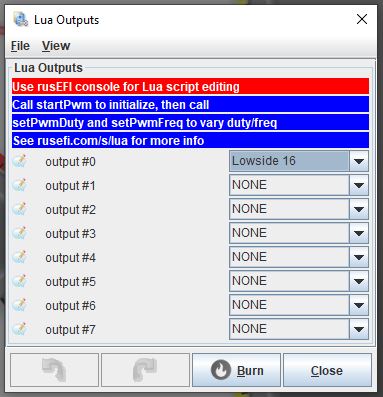 Lua Outputs
File View
Lua Outputs
Use rusEFI console for Lua script editing
Call startPwm to initialize, then call
setPwmDuty and setPwmFreq to vary duty/freq
See rusefi.com/s/lua for more info
output #0 Lowside 16
output #1 NONE
output #2 NONE
output #3 NONE
output #4 NONE
output #5 NONE
output #6 NONE
output #7 NONE
Burn Close